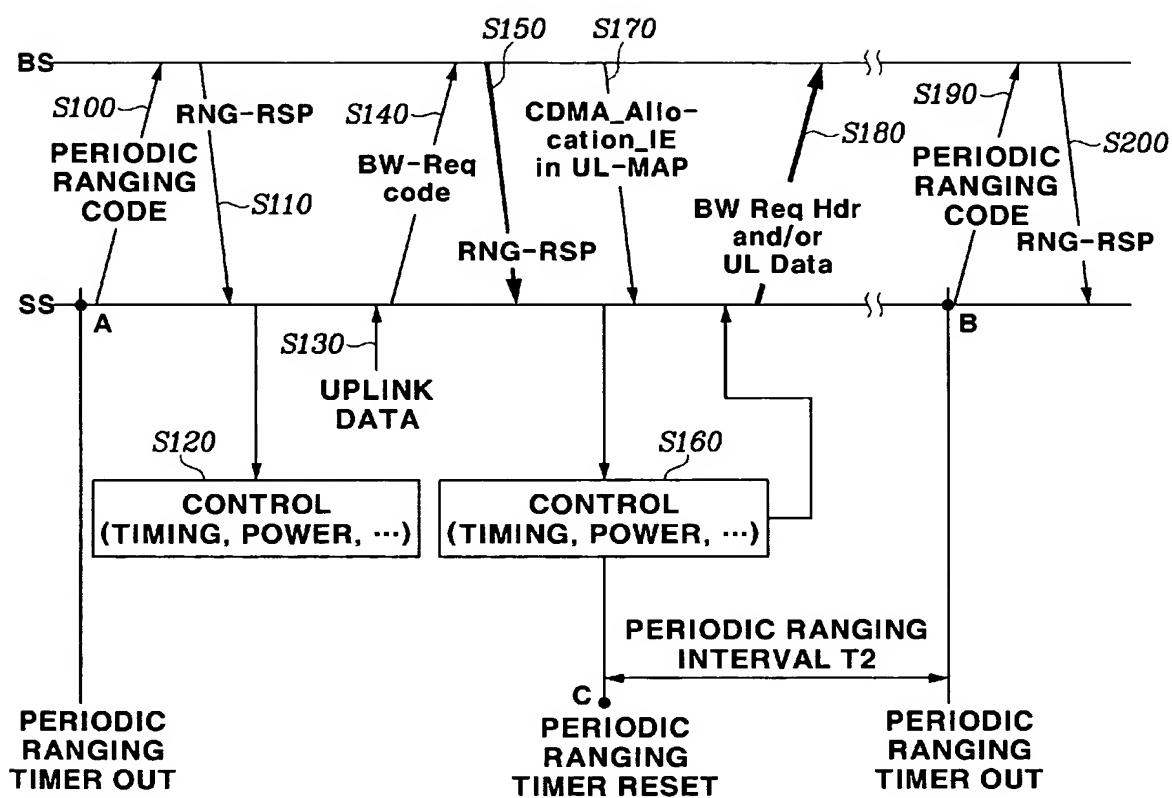 S150
S170
BS
S100
RNG-RSP
S140
CDMA_Allo-
cation_IE
in UL-MAP
S180
S190
S200
PERIODIC
RANGING
CODE
S110
BW-Req
code
RNG-RSP
BW Req Hdr
and/or
UL Data
PERIODIC
RANGING
CODE
RNG-RSP
SS
A
B
S130
UPLINK
DATA
S120
S160
CONTROL
(TIMING, POWER, ···)
CONTROL
(TIMING, POWER, ···)
PERIODIC RANGING
INTERVAL T2
C
PERIODIC
RANGING
TIMER OUT
PERIODIC
RANGING
TIMER RESET
PERIODIC
RANGING
TIMER OUT